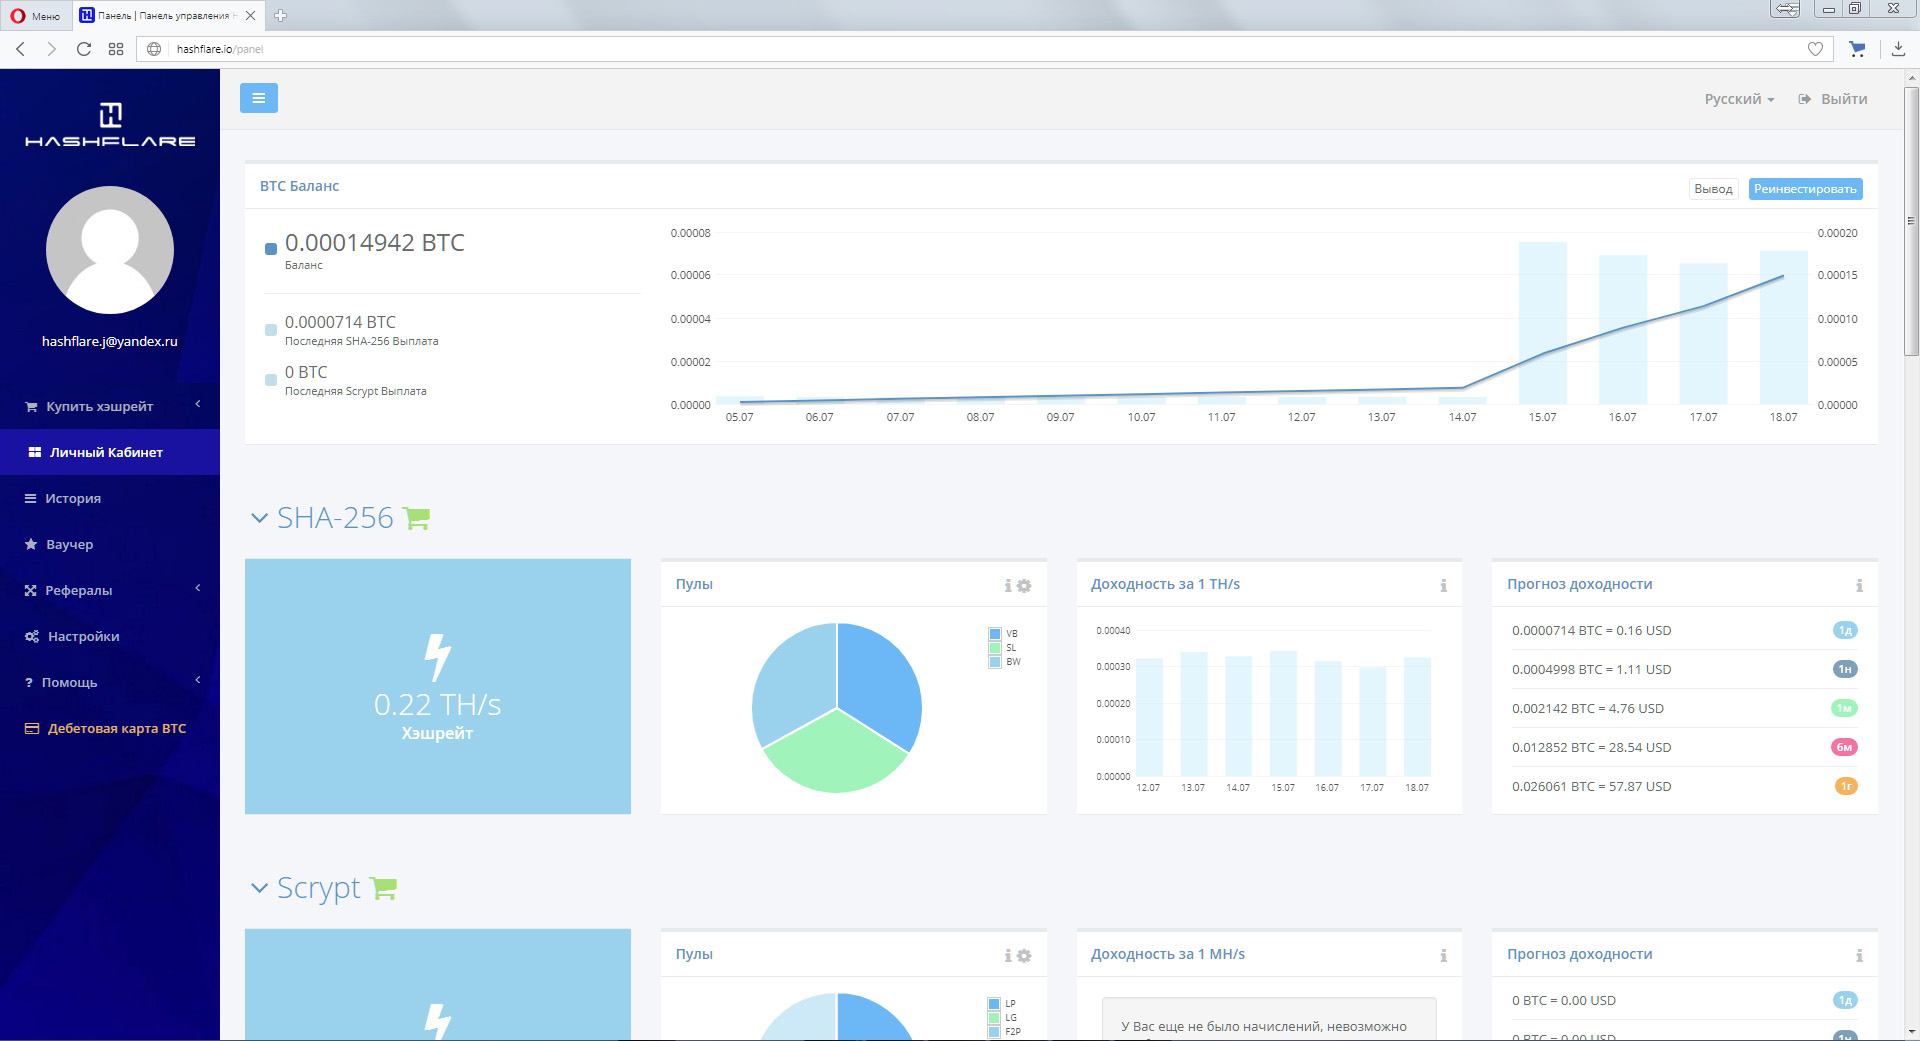 Меню
Панель | Панель управления H
hashflare.io/panel
HASHFLARE
hashflare.j@yandex.ru
Купить хэшрейт
Личный Кабинет
История
Ваучер
Рефералы
Настройки
? Помощь
Дебетовая карта BTC
Русский
Выйти
BTC Баланс
Вывод
Реинвестировать
0.00014942 BTC
Баланс
0.0000714 BTC
Последняя SHA-256 Выплата
0 BTC
Последняя Scrypt Выплата
0.00008
0.00006
0.00004
0.00002
0.00000
0.00020
0.00015
0.00010
0.00005
0.00000
05.07 06.07 07.07 08.07 09.07 10.07 11.07 12.07 13.07 14.07 15.07 16.07 17.07 18.07
SHA-256
0.22 TH/s
Хэшрейт
Пулы
VB
SL
BW
Доходность за 1 TH/s
0.00040
0.00030
0.00020
0.00010
0.00000
12.07 13.07 14.07 15.07 16.07 17.07 18.07
Прогноз доходности
0.0000714 BTC = 0.16 USD 1д
0.0004998 BTC = 1.11 USD 1н
0.002142 BTC = 4.76 USD 1м
0.012852 BTC = 28.54 USD 6м
0.026061 BTC = 57.87 USD 1г
Scrypt
Пулы
LP
LG
F2P
Доходность за 1 MH/s
У Вас еще не было начислений, невозможно
Прогноз доходности
0 BTC = 0.00 USD 1д
0 BTC = 0.00 USD 1н